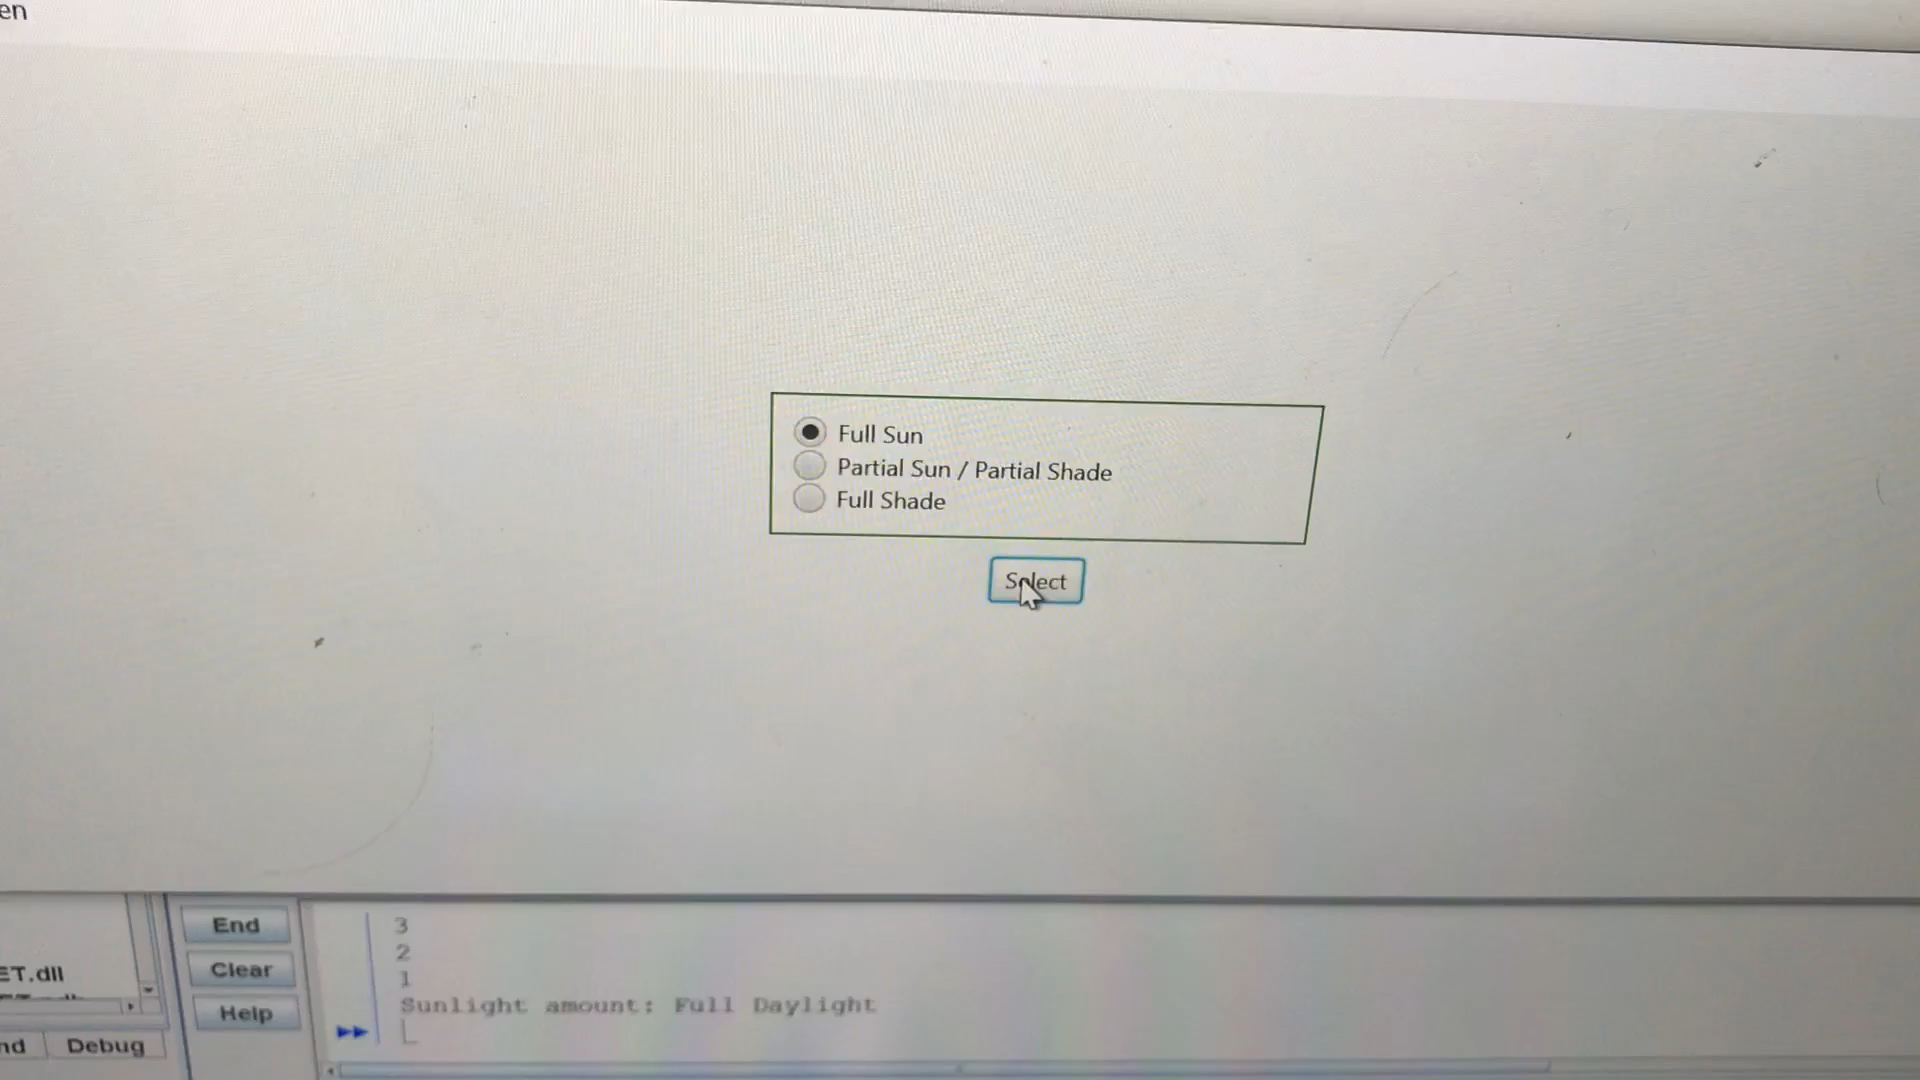 en
Full Sun
Partial Sun / Partial Shade
Full Shade
Select
End
Clear
Help
ET.dll
nd
Debug
3
2
1
Sunlight amount: Full Daylight